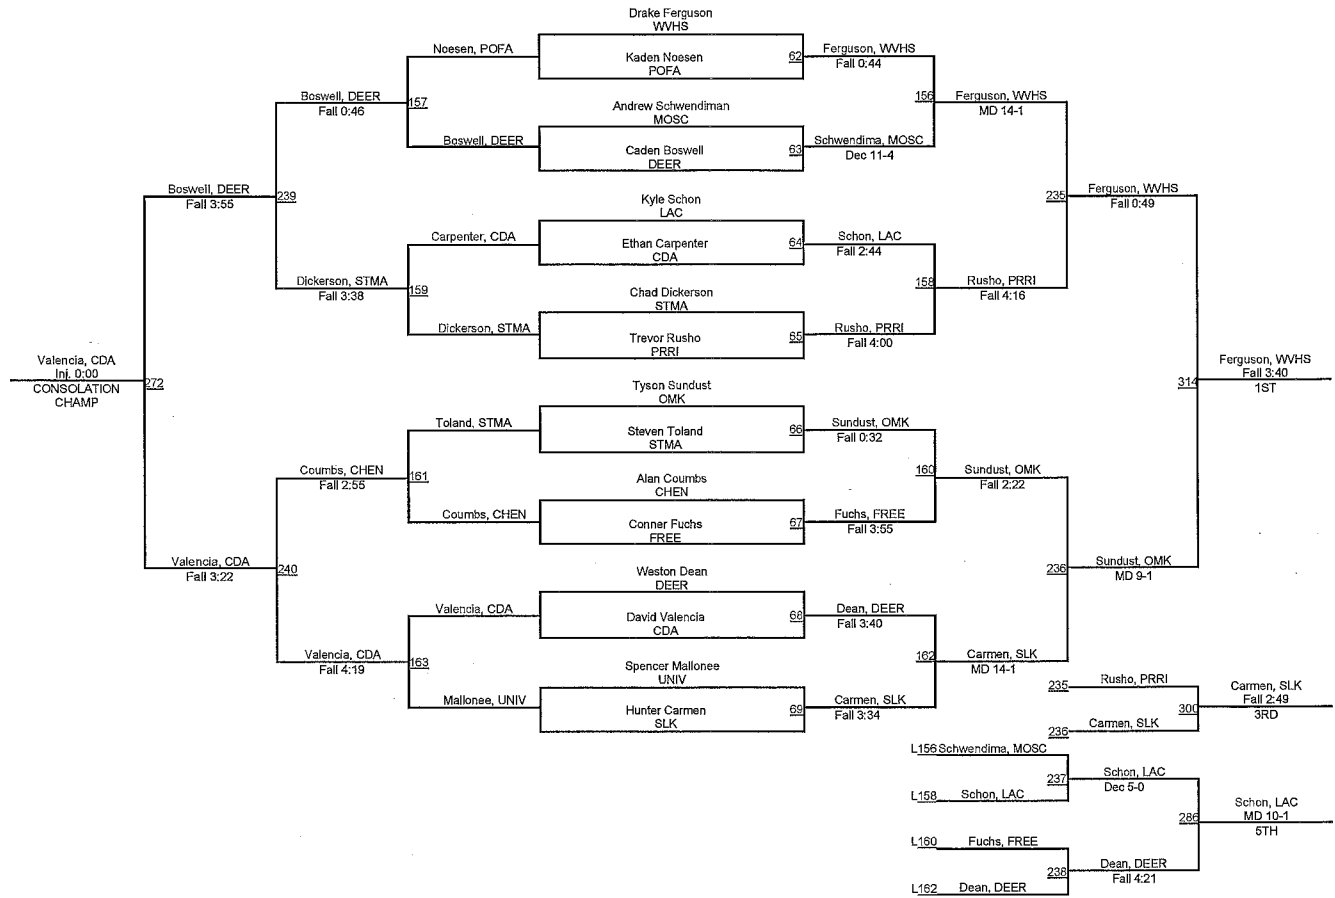 Drake Ferguson
WVHS
Noesen, POFA
Kaden Noesen
POFA
62
Ferguson, WVHS
Fall 0:44
Boswell, DEER
Fall 0:46
157
156
Ferguson, WVHS
MD 14-1
Andrew Schwendiman
MOSC
Boswell, DEER
Caden Boswell
DEER
63
Schwendima, MOSC
Dec 11-4
Boswell, DEER
Fall 3:55
239
235
Ferguson, WVHS
Fall 0:49
Kyle Schon
LAC
Carpenter, CDA
Ethan Carpenter
CDA
64
Schon, LAC
Fall 2:44
Dickerson, STMA
Fall 3:38
159
158
Rusho, PRRI
Fall 4:16
Chad Dickerson
STMA
Dickerson, STMA
Trevor Rusho
PRRI
65
Rusho, PRRI
Fall 4:00
Valencia, CDA
Inj. 0:00
CONSOLATION
CHAMP
272
314
Ferguson, WVHS
Fall 3:40
1ST
Tyson Sundust
OMK
Toland, STMA
Steven Toland
STMA
66
Sundust, OMK
Fall 0:32
Coumbs, CHEN
Fall 2:55
161
160
Sundust, OMK
Fall 2:22
Alan Coumbs
CHEN
Coumbs, CHEN
Conner Fuchs
FREE
67
Fuchs, FREE
Fall 3:55
Valencia, CDA
Fall 3:22
240
236
Sundust, OMK
MD 9-1
Weston Dean
DEER
Valencia, CDA
David Valencia
CDA
68
Dean, DEER
Fall 3:40
Valencia, CDA
Fall 4:19
163
162
Carmen, SLK
MD 14-1
Spencer Mallonee
UNIV
Mallonee, UNIV
Hunter Carmen
SLK
69
Carmen, SLK
Fall 3:34
235
Rusho, PRRI
300
Carmen, SLK
Fall 2:49
3RD
236
Carmen, SLK
L156 Schwendima, MOSC
237
Schon, LAC
Dec 5-0
L158
Schon, LAC
286
Schon, LAC
MD 10-1
5TH
L160
Fuchs, FREE
238
Dean, DEER
Fall 4:21
L162
Dean, DEER